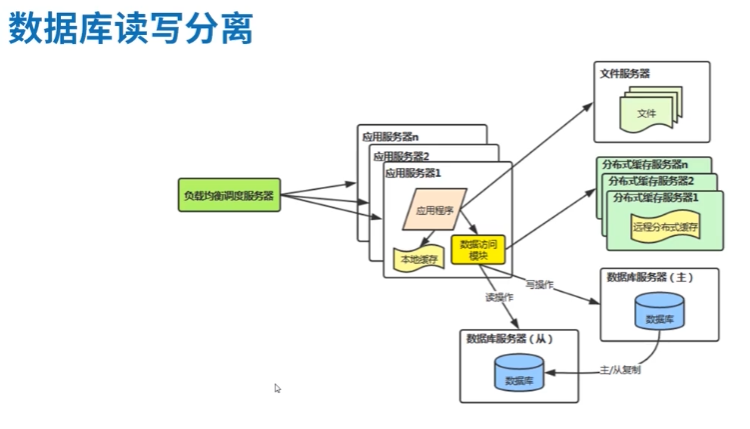 数据库读写分离
文件服务器
文件
应用服务器n
应用服务器2
应用服务器1
分布式缓存服务器n
分布式缓存服务器2
分布式缓存服务器1
远程分布式缓存
负载均衡调度服务器
应用程序
本地缓存
数据访问
模块
读操作
写操作
数据库服务器（主）
数据库
数据库服务器（从）
数据库
主/从复制